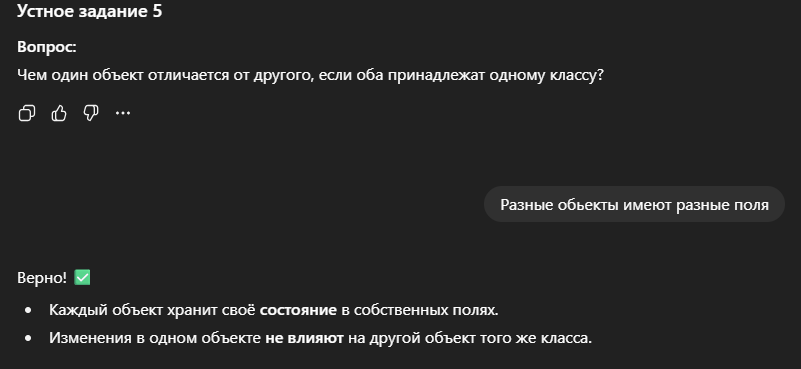 Устное задание 5
Вопрос:
Чем один объект отличается от другого, если оба принадлежат одному классу?
Разные обьекты имеют разные поля
Верно! ✅
• Каждый объект хранит своё состояние в собственных полях.
• Изменения в одном объекте не влияют на другой объект того же класса.